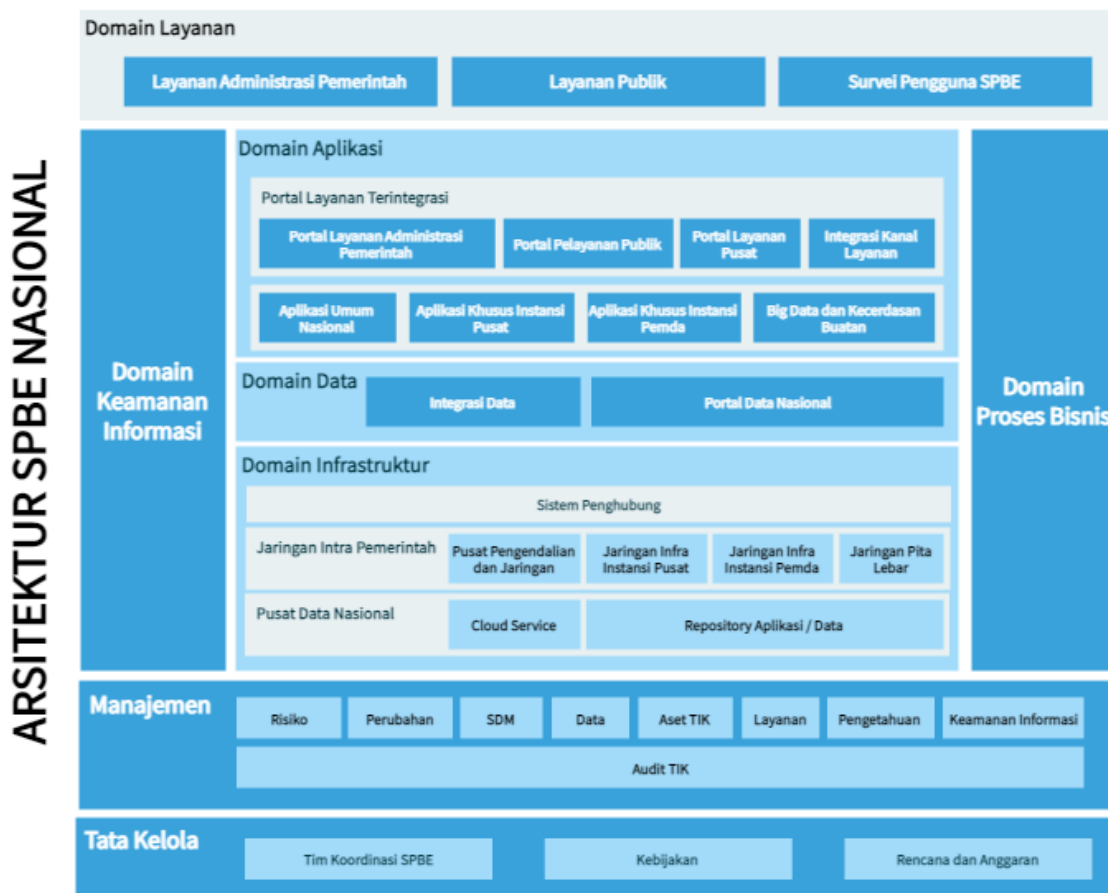 ARSITEKTUR SPBE NASIONAL
Domain Layanan
Layanan Administrasi Pemerintah
Layanan Publik
Survei Pengguna SPBE
Domain
Keamanan
Informasi
Domain Aplikasi
Portal Layanan Terintegrasi
Portal Layanan Administrasi
Pemerintah
Portal Pelayanan Publik
Portal Layanan
Pusat
Integrasi Kanal
Layanan
Aplikasi Umum
Nasional
Aplikasi Khusus Instansi
Pusat
Aplikasi Khusus Instansi
Pemda
Big Data dan Kecerdasan
Buatan
Domain Data
Integrasi Data
Portal Data Nasional
Domain Infrastruktur
Sistem Penghubung
Jaringan Intra Pemerintah
Pusat Pengendalian
dan Jaringan
Jaringan Infra
Instansi Pusat
Jaringan Infra
Instansi Pemda
Jaringan Pita
Lebar
Pusat Data Nasional
Cloud Service
Repository Aplikasi / Data
Domain
Proses Bisnis
Manajemen
Risiko
Perubahan
SDM
Data
Aset TIK
Layanan
Pengetahuan
Keamanan Informasi
Audit TIK
Tata Kelola
Tim Koordinasi SPBE
Kebijakan
Rencana dan Anggaran